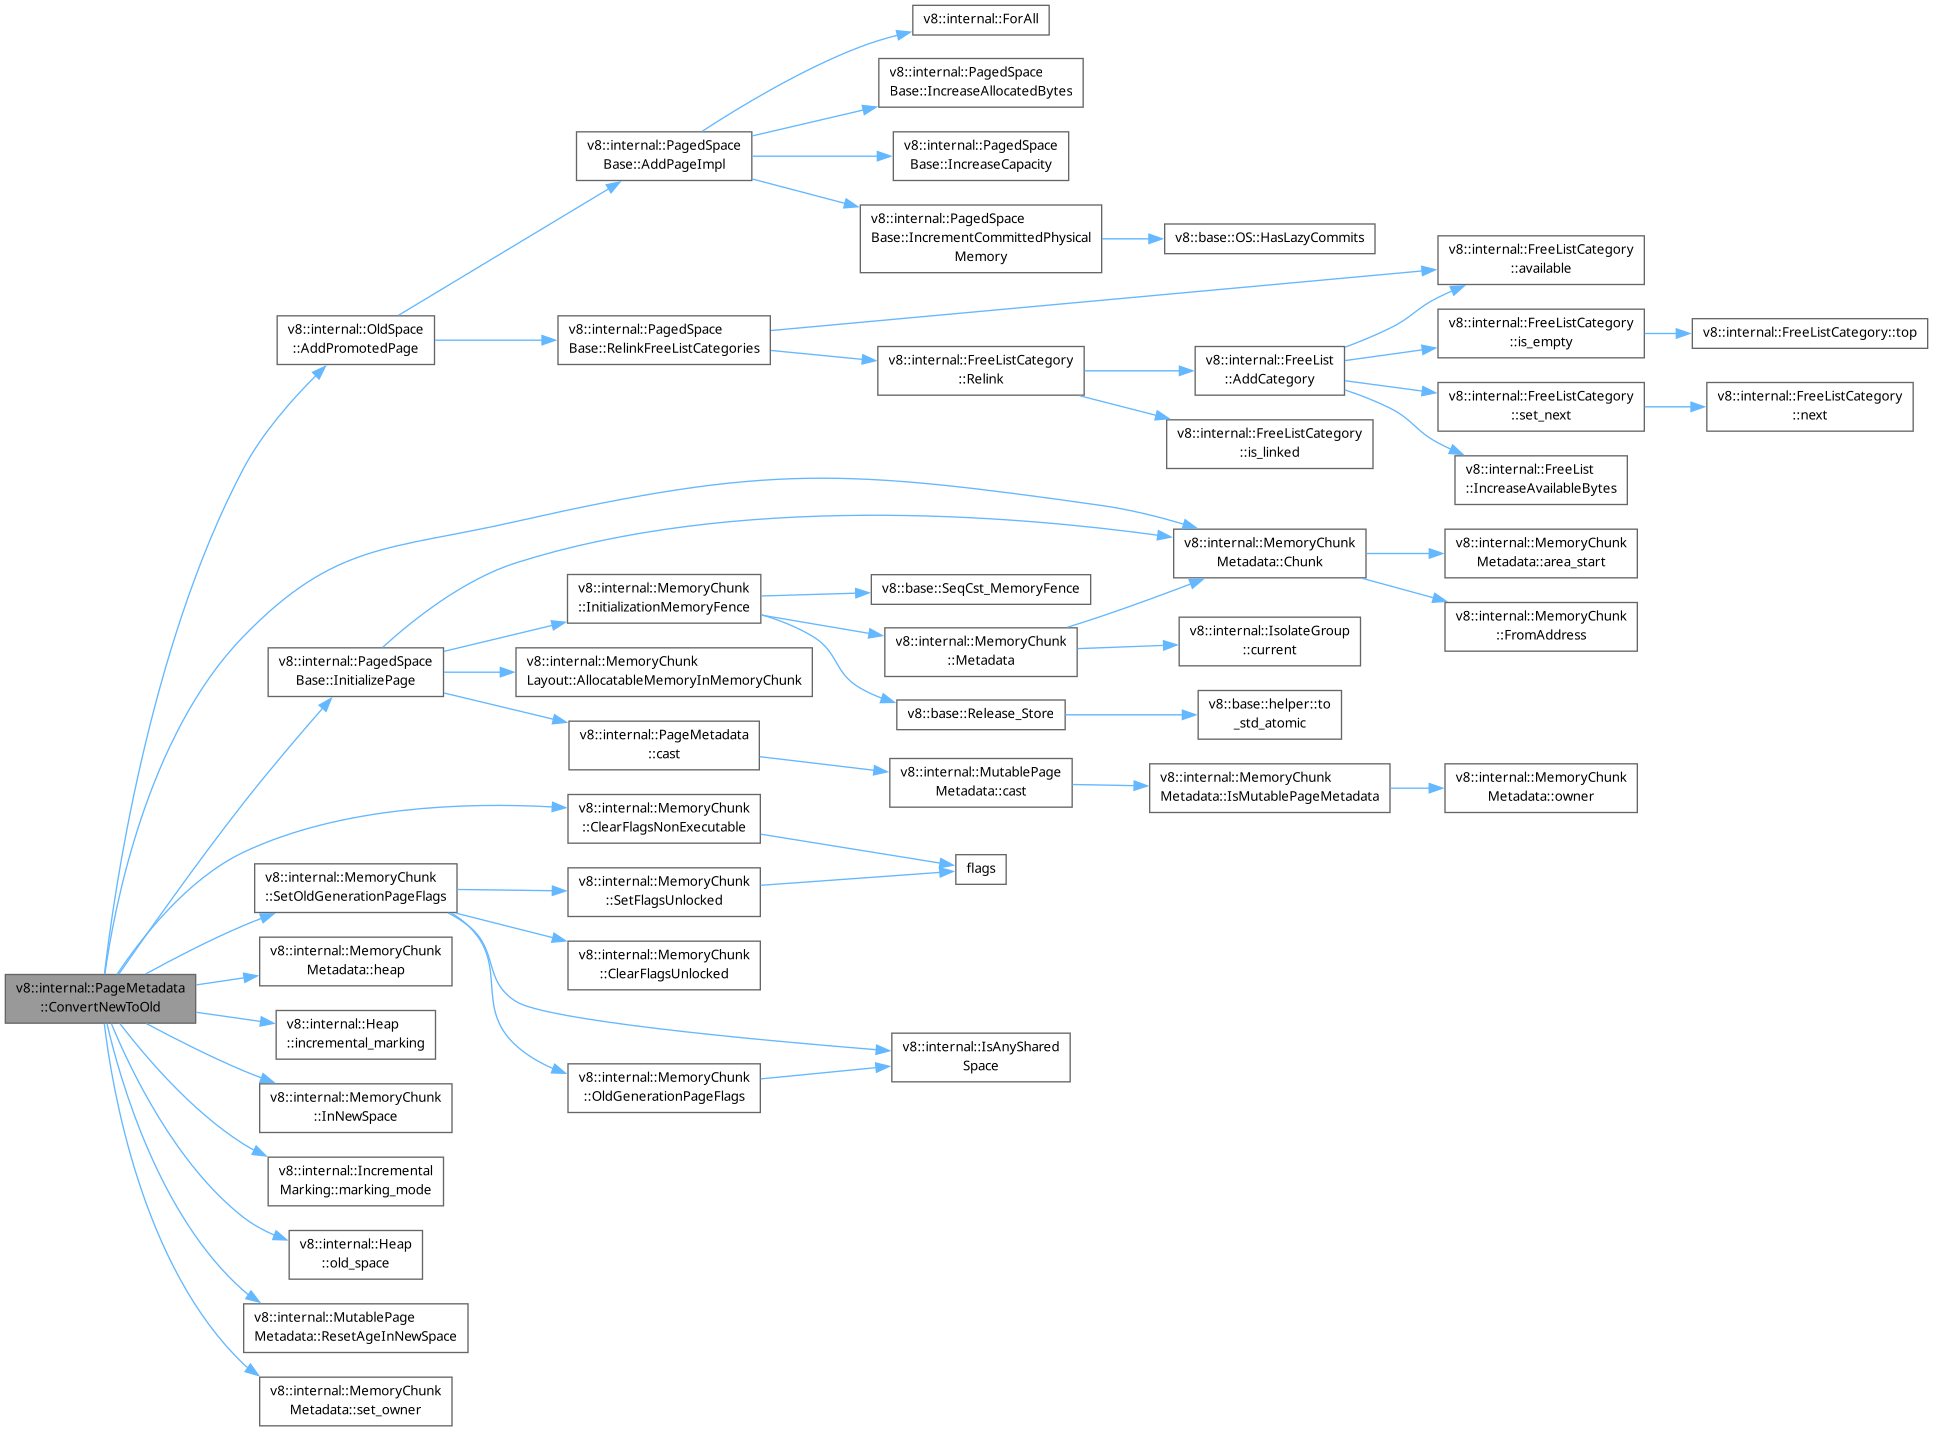 v8::internal::ForAll
v8::internal::PagedSpace
Base::IncreaseAllocatedBytes
v8::internal::PagedSpace
Base::AddPageImpl
v8::internal::PagedSpace
Base::IncreaseCapacity
v8::internal::PagedSpace
Base::IncrementCommittedPhysical
Memory
v8::base::OS::HasLazyCommits
v8::internal::FreeListCategory
::available
v8::internal::OldSpace
::AddPromotedPage
v8::internal::PagedSpace
Base::RelinkFreeListCategories
v8::internal::FreeListCategory
::is_empty
v8::internal::FreeListCategory::top
v8::internal::FreeListCategory
::Relink
v8::internal::FreeList
::AddCategory
v8::internal::FreeListCategory
::set_next
v8::internal::FreeListCategory
::next
v8::internal::FreeListCategory
::is_linked
v8::internal::FreeList
::IncreaseAvailableBytes
v8::internal::MemoryChunk
Metadata::Chunk
v8::internal::MemoryChunk
Metadata::area_start
v8::internal::MemoryChunk
::InitializationMemoryFence
v8::base::SeqCst_MemoryFence
v8::internal::MemoryChunk
::FromAddress
v8::internal::MemoryChunk
::Metadata
v8::internal::IsolateGroup
::current
v8::internal::PagedSpace
Base::InitializePage
v8::internal::MemoryChunk
Layout::AllocatableMemoryInMemoryChunk
v8::base::Release_Store
v8::base::helper::to
_std_atomic
v8::internal::PageMetadata
::cast
v8::internal::MutablePage
Metadata::cast
v8::internal::MemoryChunk
Metadata::IsMutablePageMetadata
v8::internal::MemoryChunk
Metadata::owner
v8::internal::MemoryChunk
::ClearFlagsNonExecutable
flags
v8::internal::MemoryChunk
::SetOldGenerationPageFlags
v8::internal::MemoryChunk
::SetFlagsUnlocked
v8::internal::MemoryChunk
Metadata::heap
v8::internal::MemoryChunk
::ClearFlagsUnlocked
v8::internal::PageMetadata
::ConvertNewToOld
v8::internal::Heap
::incremental_marking
v8::internal::IsAnyShared
Space
v8::internal::MemoryChunk
::OldGenerationPageFlags
v8::internal::MemoryChunk
::InNewSpace
v8::internal::Incremental
Marking::marking_mode
v8::internal::Heap
::old_space
v8::internal::MutablePage
Metadata::ResetAgeInNewSpace
v8::internal::MemoryChunk
Metadata::set_owner